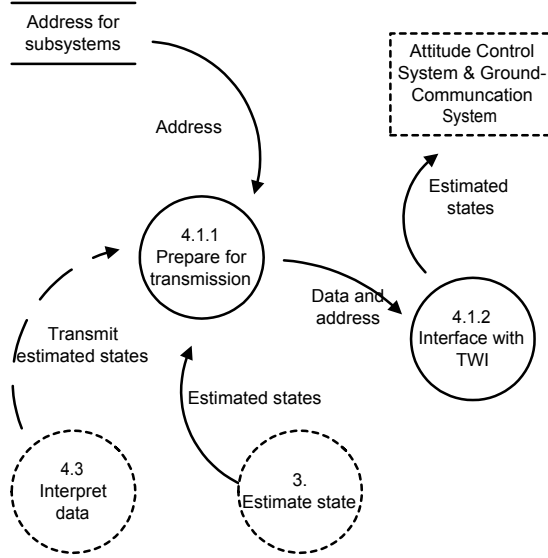 Address for
subsystems
Attitude Control
System & Ground-
Communcation
System
Address
Estimated
states
4.1.1
Prepare for
transmission
Data and
address
4.1.2
Interface with
TWI
Transmit
estimated states
Estimated states
4.3
Interpret
data
3.
Estimate state